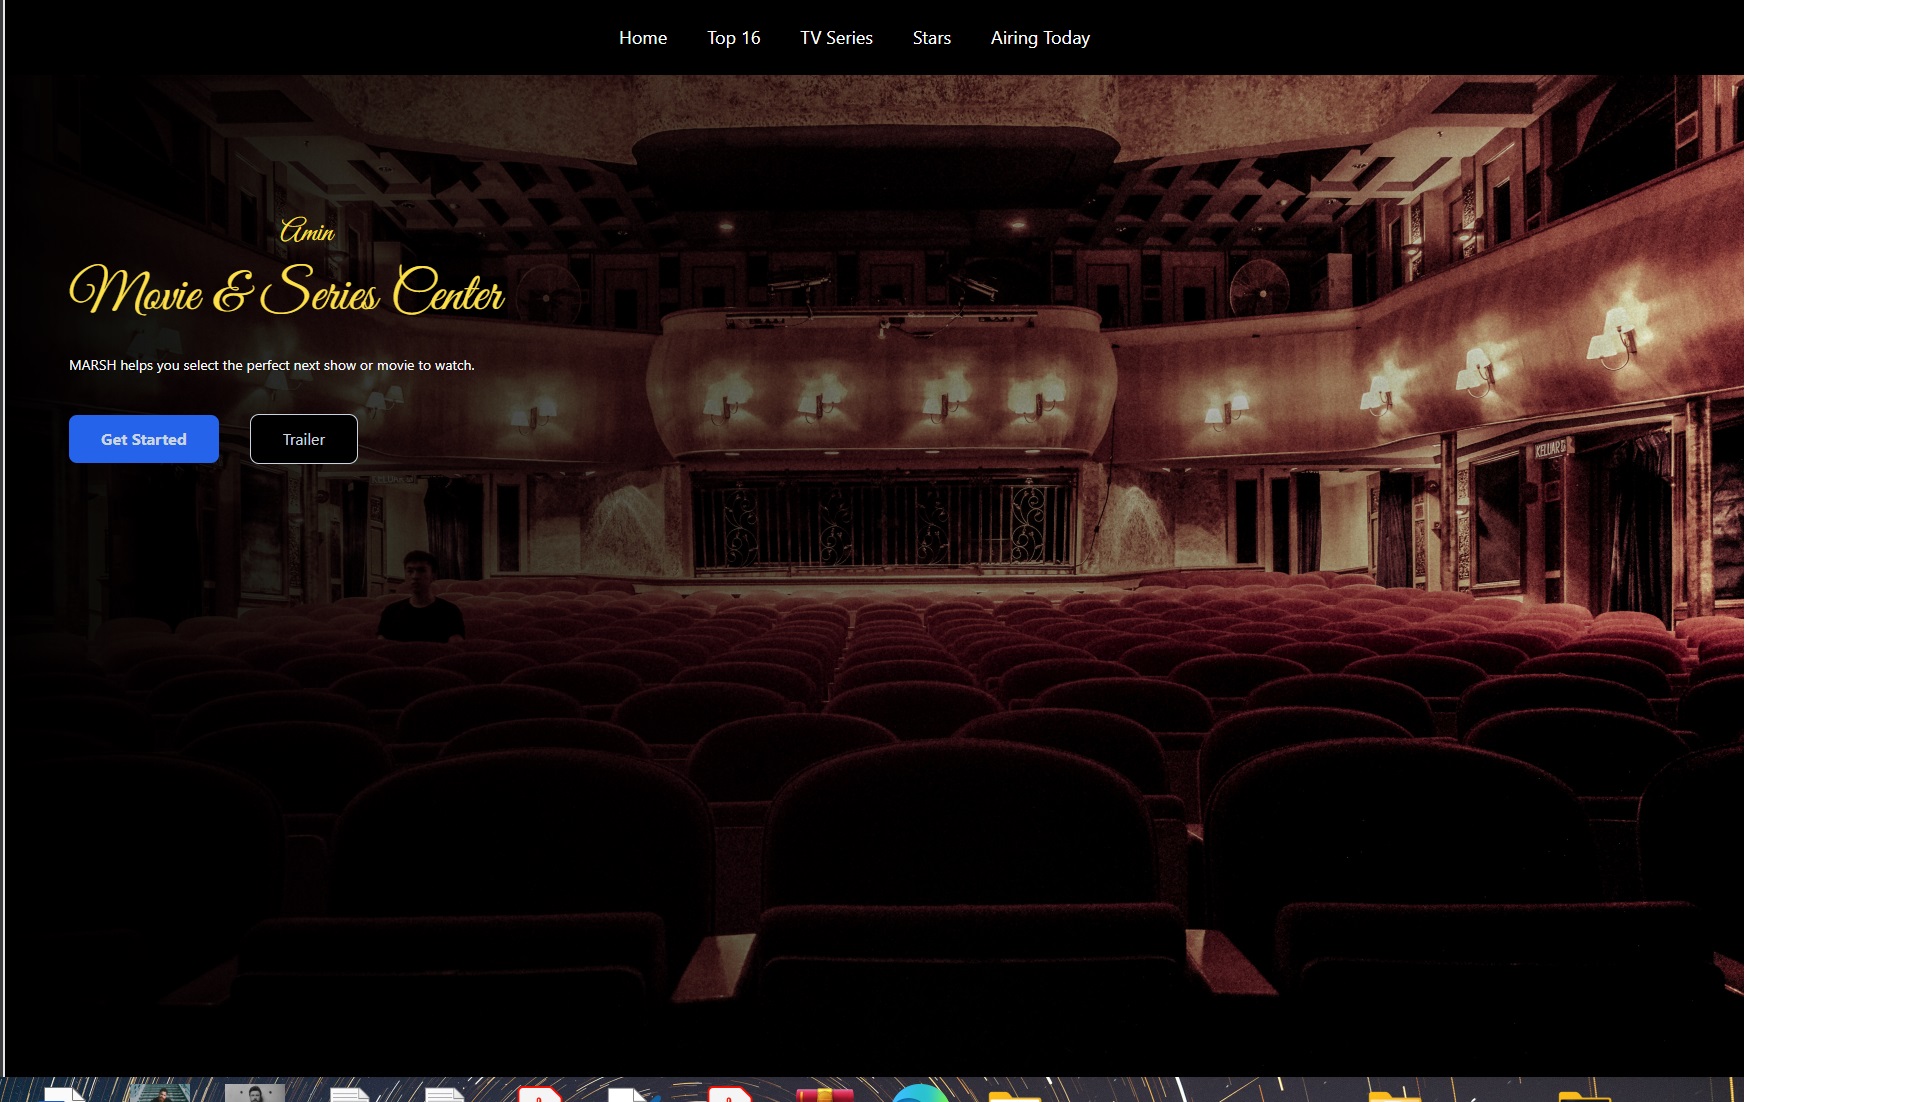 Home Top 16 TV Series Stars Airing Today
Amin
Movie & Series Center
MARSH helps you select the perfect next show or movie to watch.
Get Started Trailer
KELUAR